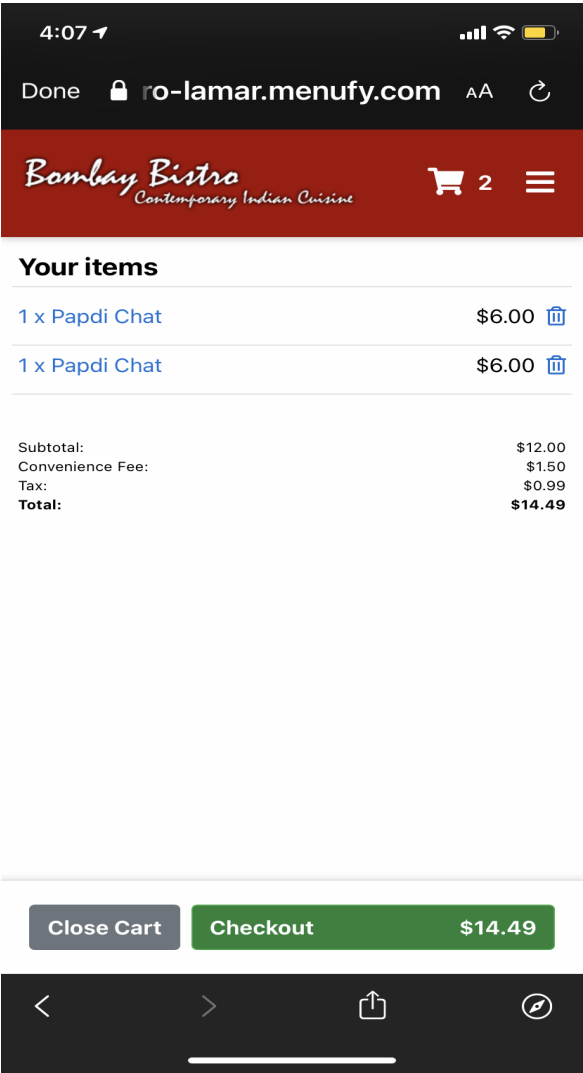 4:07
Done ro-lamar.menufy.com AA
Bombay Bistro 2
Contemporary Indian Cuisine
Your items
1 x Papdi Chat $6.00
1 x Papdi Chat $6.00
Subtotal: $12.00
Convenience Fee: $1.50
Tax: $0.99
Total: $14.49
Close Cart Checkout $14.49